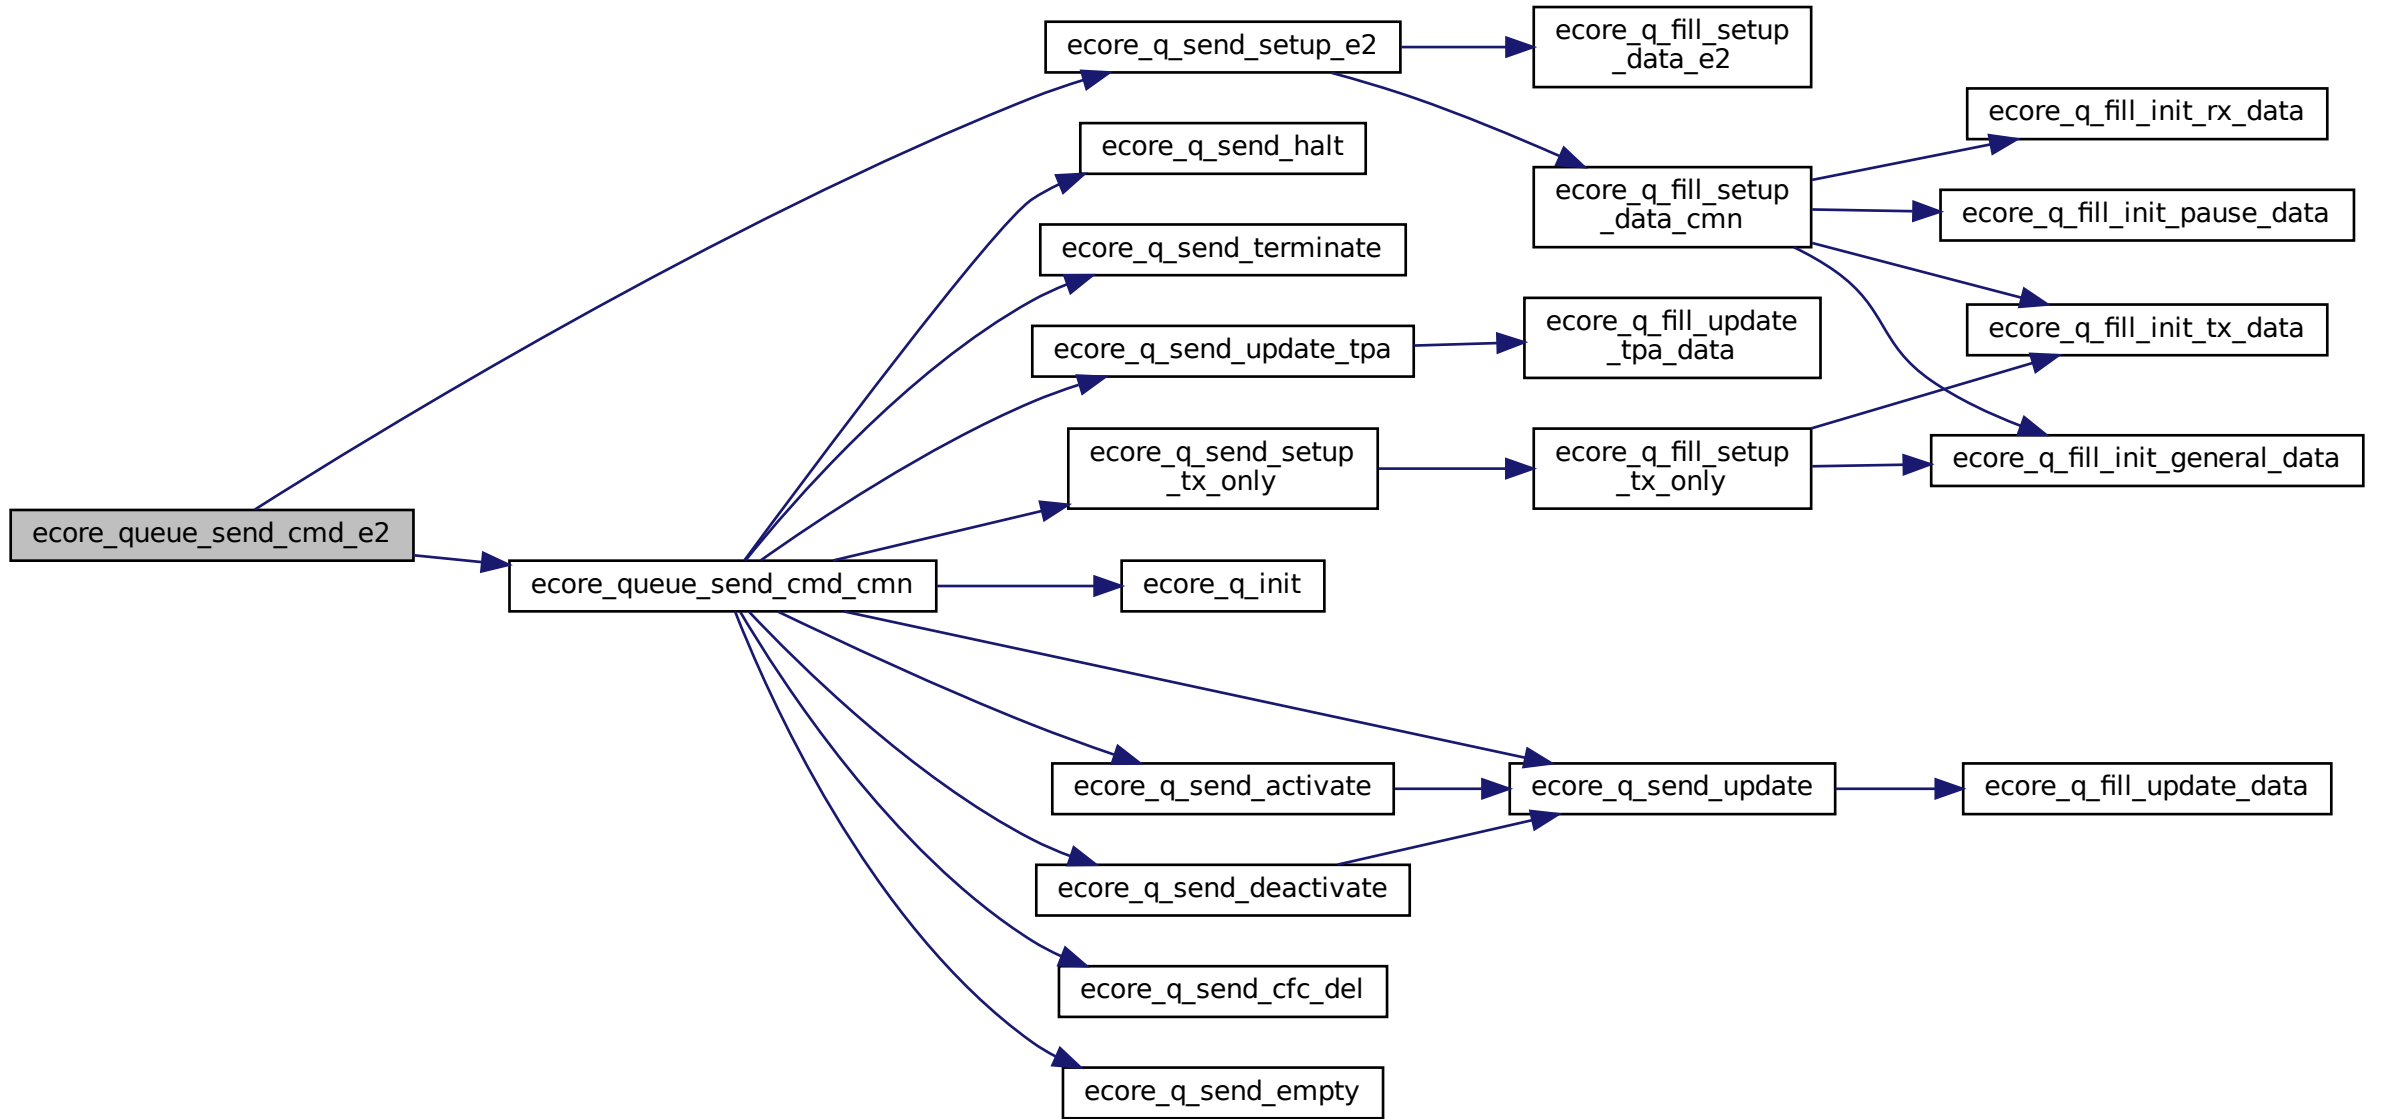 ecore_q_send_setup_e2
ecore_q_fill_setup
_data_e2
ecore_q_fill_init_rx_data
ecore_q_send_halt
ecore_q_fill_setup
_data_cmn
ecore_q_fill_init_pause_data
ecore_q_send_terminate
ecore_q_fill_init_tx_data
ecore_q_send_update_tpa
ecore_q_fill_update
_tpa_data
ecore_q_send_setup
_tx_only
ecore_q_fill_setup
_tx_only
ecore_q_fill_init_general_data
ecore_queue_send_cmd_e2
ecore_queue_send_cmd_cmn
ecore_q_init
ecore_q_send_activate
ecore_q_send_update
ecore_q_fill_update_data
ecore_q_send_deactivate
ecore_q_send_cfc_del
ecore_q_send_empty